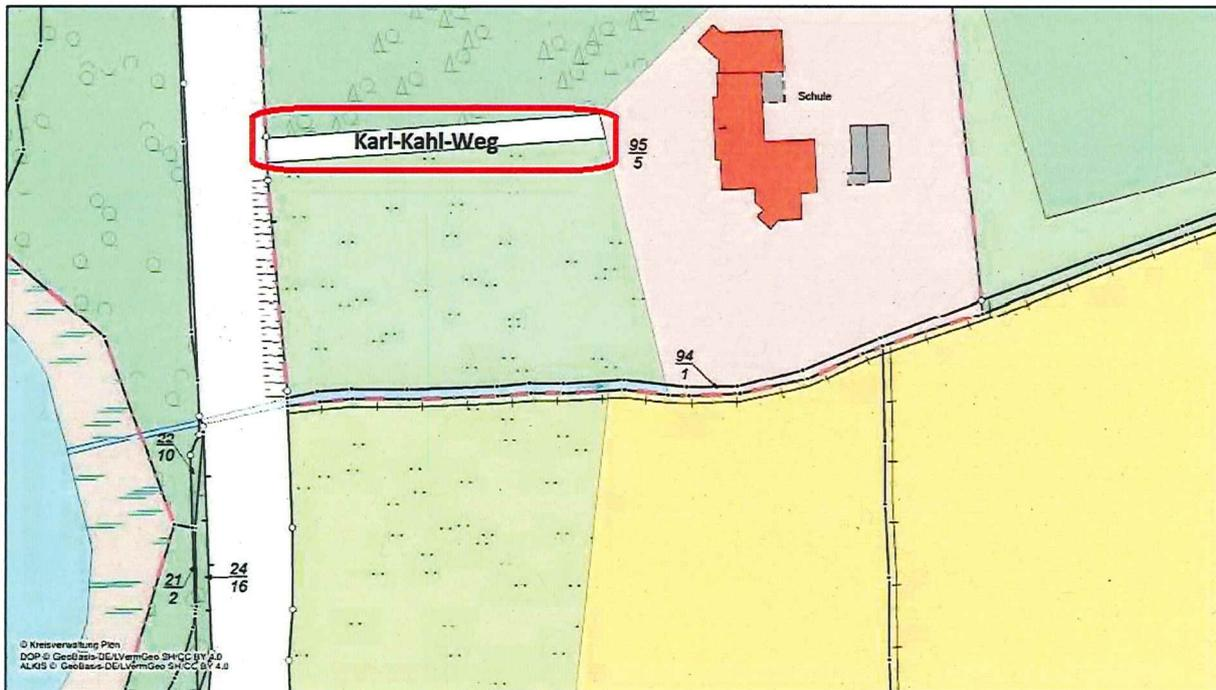 Schule
Karl-Kahl-Weg
95
5
94
1
22
10
24
16
21
2
© Kreisverwaltung Plön
DOP © GeoBasis-DE/LVermGeo SH/CC BY 4.0
ALKIS © GeoBasis-DE/LVermGeo SH/CC BY 4.0